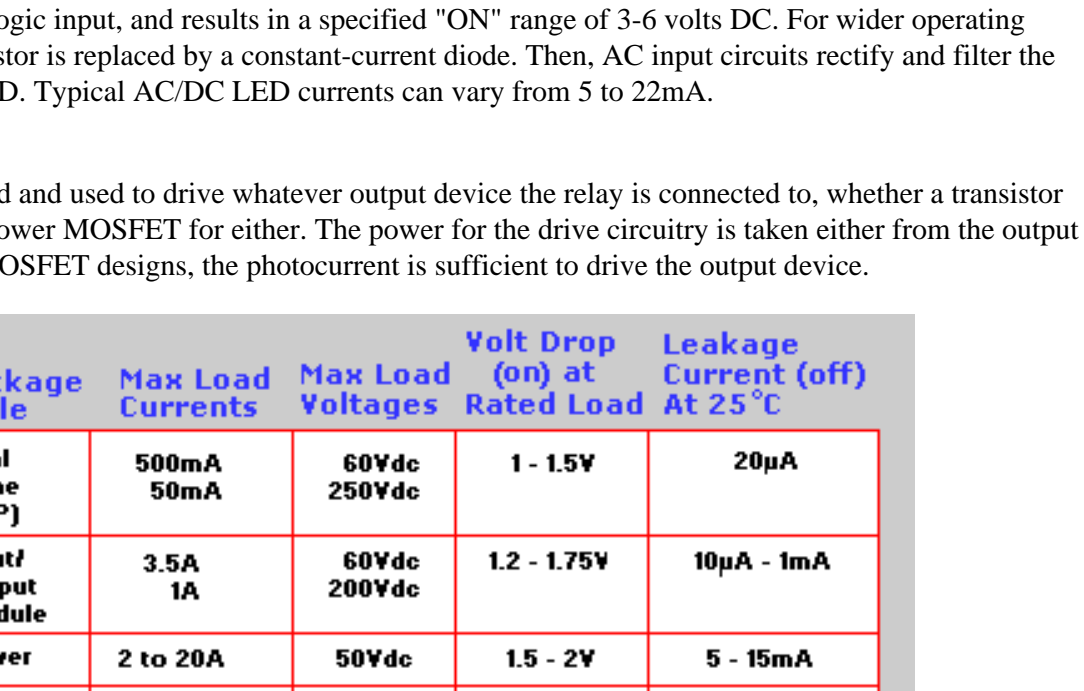 ogic input, and results in a specified "ON" range of 3-6 volts DC. For wider operating
stor is replaced by a constant-current diode. Then, AC input circuits rectify and filter the
D. Typical AC/DC LED currents can vary from 5 to 22mA.
d and used to drive whatever output device the relay is connected to, whether a transistor
ower MOSFET for either. The power for the drive circuitry is taken either from the output
OSFET designs, the photocurrent is sufficient to drive the output device.
Volt Drop Leakage
kage Max Load Max Load (on) at Current (off)
le Currents Voltages Rated Load At 25°C
l 500mA 60Vdc 1 - 1.5V 20µA
ne 50mA 250Vdc
P)
ut/ 3.5A 60Vdc 1.2 - 1.75V 10µA - 1mA
put 1A 200Vdc
dule
ver 2 to 20A 50Vdc 1.5 - 2V 5 - 15mA